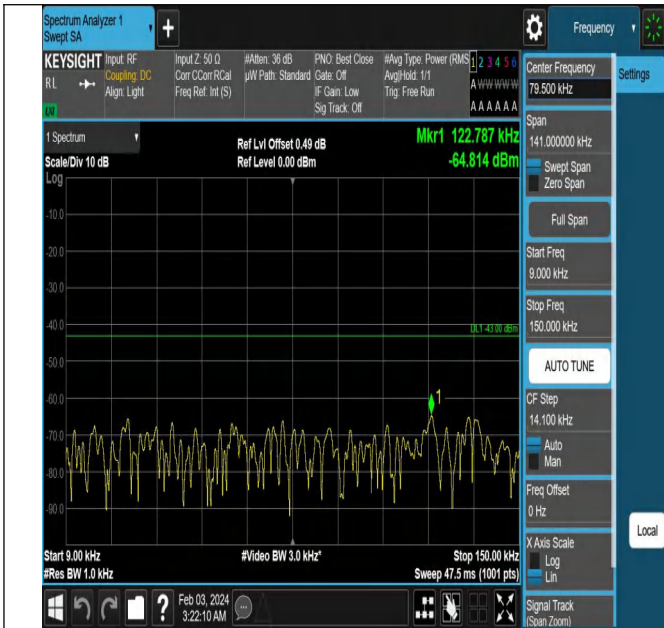 Spectrum Analyzer 1
Swept SA
+
Frequency
KEYSIGHT
RL
LXI
Input: RF
Coupling: DC
Align: Light
Input Z: 50 Ω
Corr CCorr RCal
Freq Ref: Int (S)
#Atten: 36 dB
µW Path: Standard
PNO: Best Close
Gate: Off
IF Gain: Low
Sig Track: Off
#Avg Type: Power (RMS
Avg|Hold: 1/1
Trig: Free Run
1 2 3 4 5 6
A W W W W W
A A A A A A
1 Spectrum
Scale/Div 10 dB
Log
Ref Lvl Offset 0.49 dB
Ref Level 0.00 dBm
Mkr1 122.787 kHz
-64.814 dBm
-10.0
-20.0
-30.0
-40.0
-50.0
-60.0
-70.0
-80.0
-90.0
DL1 -43.00 dBm
1
Start 9.00 kHz
#Res BW 1.0 kHz
#Video BW 3.0 kHz*
Stop 150.00 kHz
Sweep 47.5 ms (1001 pts)
?
Feb 03, 2024
3:22:10 AM
Center Frequency
79.500 kHz
Span
141.000000 kHz
Swept Span
Zero Span
Full Span
Start Freq
9.000 kHz
Stop Freq
150.000 kHz
AUTO TUNE
CF Step
14.100 kHz
Auto
Man
Freq Offset
0 Hz
X Axis Scale
Log
Lin
Signal Track
(Span Zoom)
Settings
Local